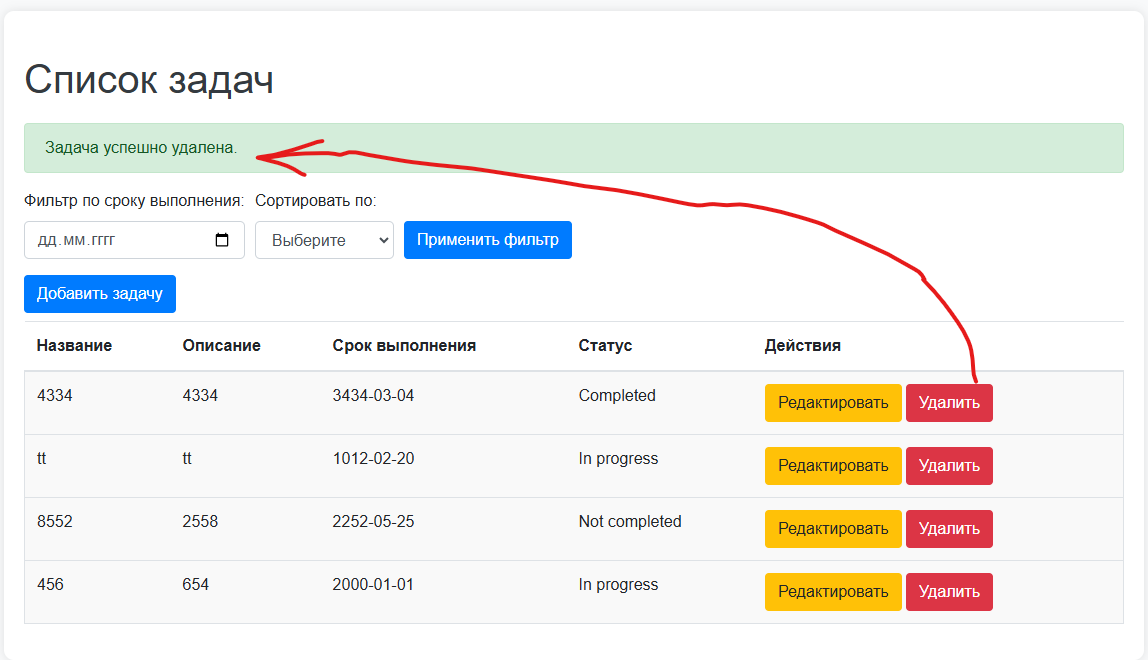 Список задач
Задача успешно удалена.
Фильтр по сроку выполнения: Сортировать по:
дд.мм.гггг Выберите Применить фильтр
Добавить задачу
Название Описание Срок выполнения Статус Действия
4334 4334 3434-03-04 Completed Редактировать Удалить
tt tt 1012-02-20 In progress Редактировать Удалить
8552 2558 2252-05-25 Not completed Редактировать Удалить
456 654 2000-01-01 In progress Редактировать Удалить